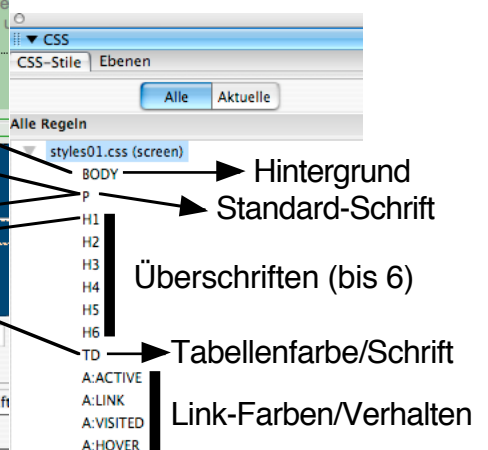 CSS
CSS-Stile Ebenen
Alle Aktuelle
Alle Regeln
styles01.css (screen)
BODY Hintergrund
P Standard-Schrift
H1
H2
H3 Überschriften (bis 6)
H4
H5
H6
TD Tabellenfarbe/Schrift
A:ACTIVE
A:LINK Link-Farben/Verhalten
A:VISITED
A:HOVER